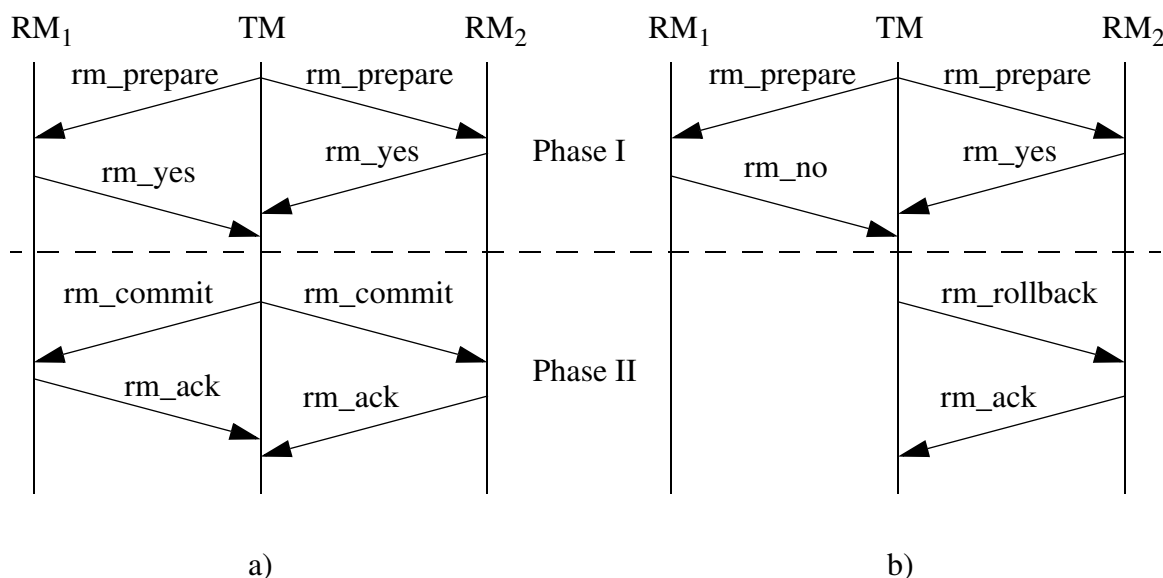 RM1 TM RM2 RM1 TM RM2
rm_prepare rm_prepare rm_prepare rm_prepare
rm_yes rm_yes Phase I rm_no rm_yes
rm_commit rm_commit rm_rollback
rm_ack rm_ack Phase II rm_ack
a) b)